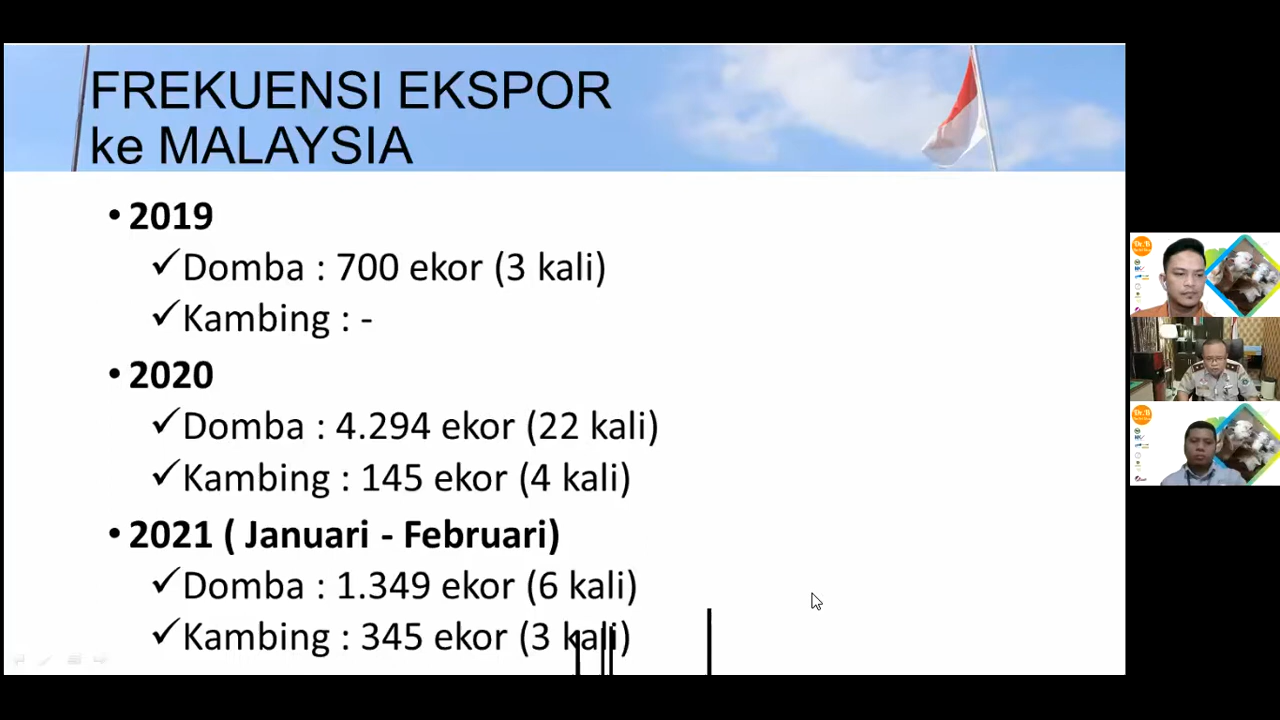 FREKUENSI EKSPOR
ke MALAYSIA
• 2019
✓Domba : 700 ekor (3 kali)
✓Kambing : -
• 2020
✓Domba : 4.294 ekor (22 kali)
✓Kambing : 145 ekor (4 kali)
• 2021 ( Januari - Februari)
✓Domba : 1.349 ekor (6 kali)
✓Kambing : 345 ekor (3 kali)